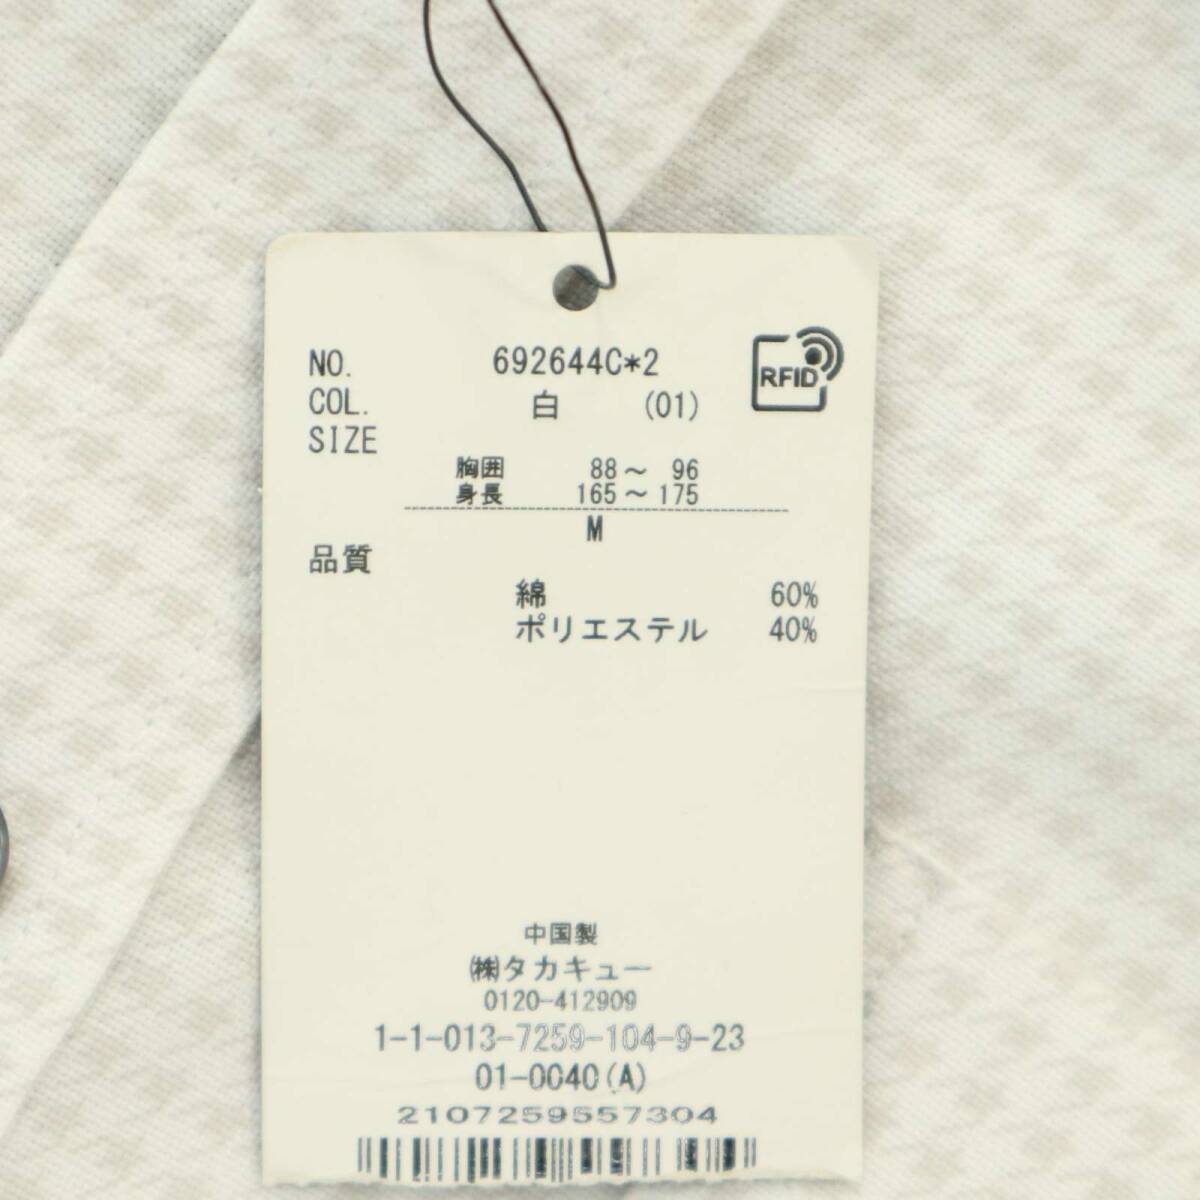 NO. 692644C*2
RFID
COL. 白 (01)
SIZE
胸囲 88～ 96
身長 165～175
M
品質
綿 60%
ポリエステル 40%
中国製
㈱タカキュー
0120-412909
1-1-013-7259-104-9-23
01-0040(A)
2107259557304